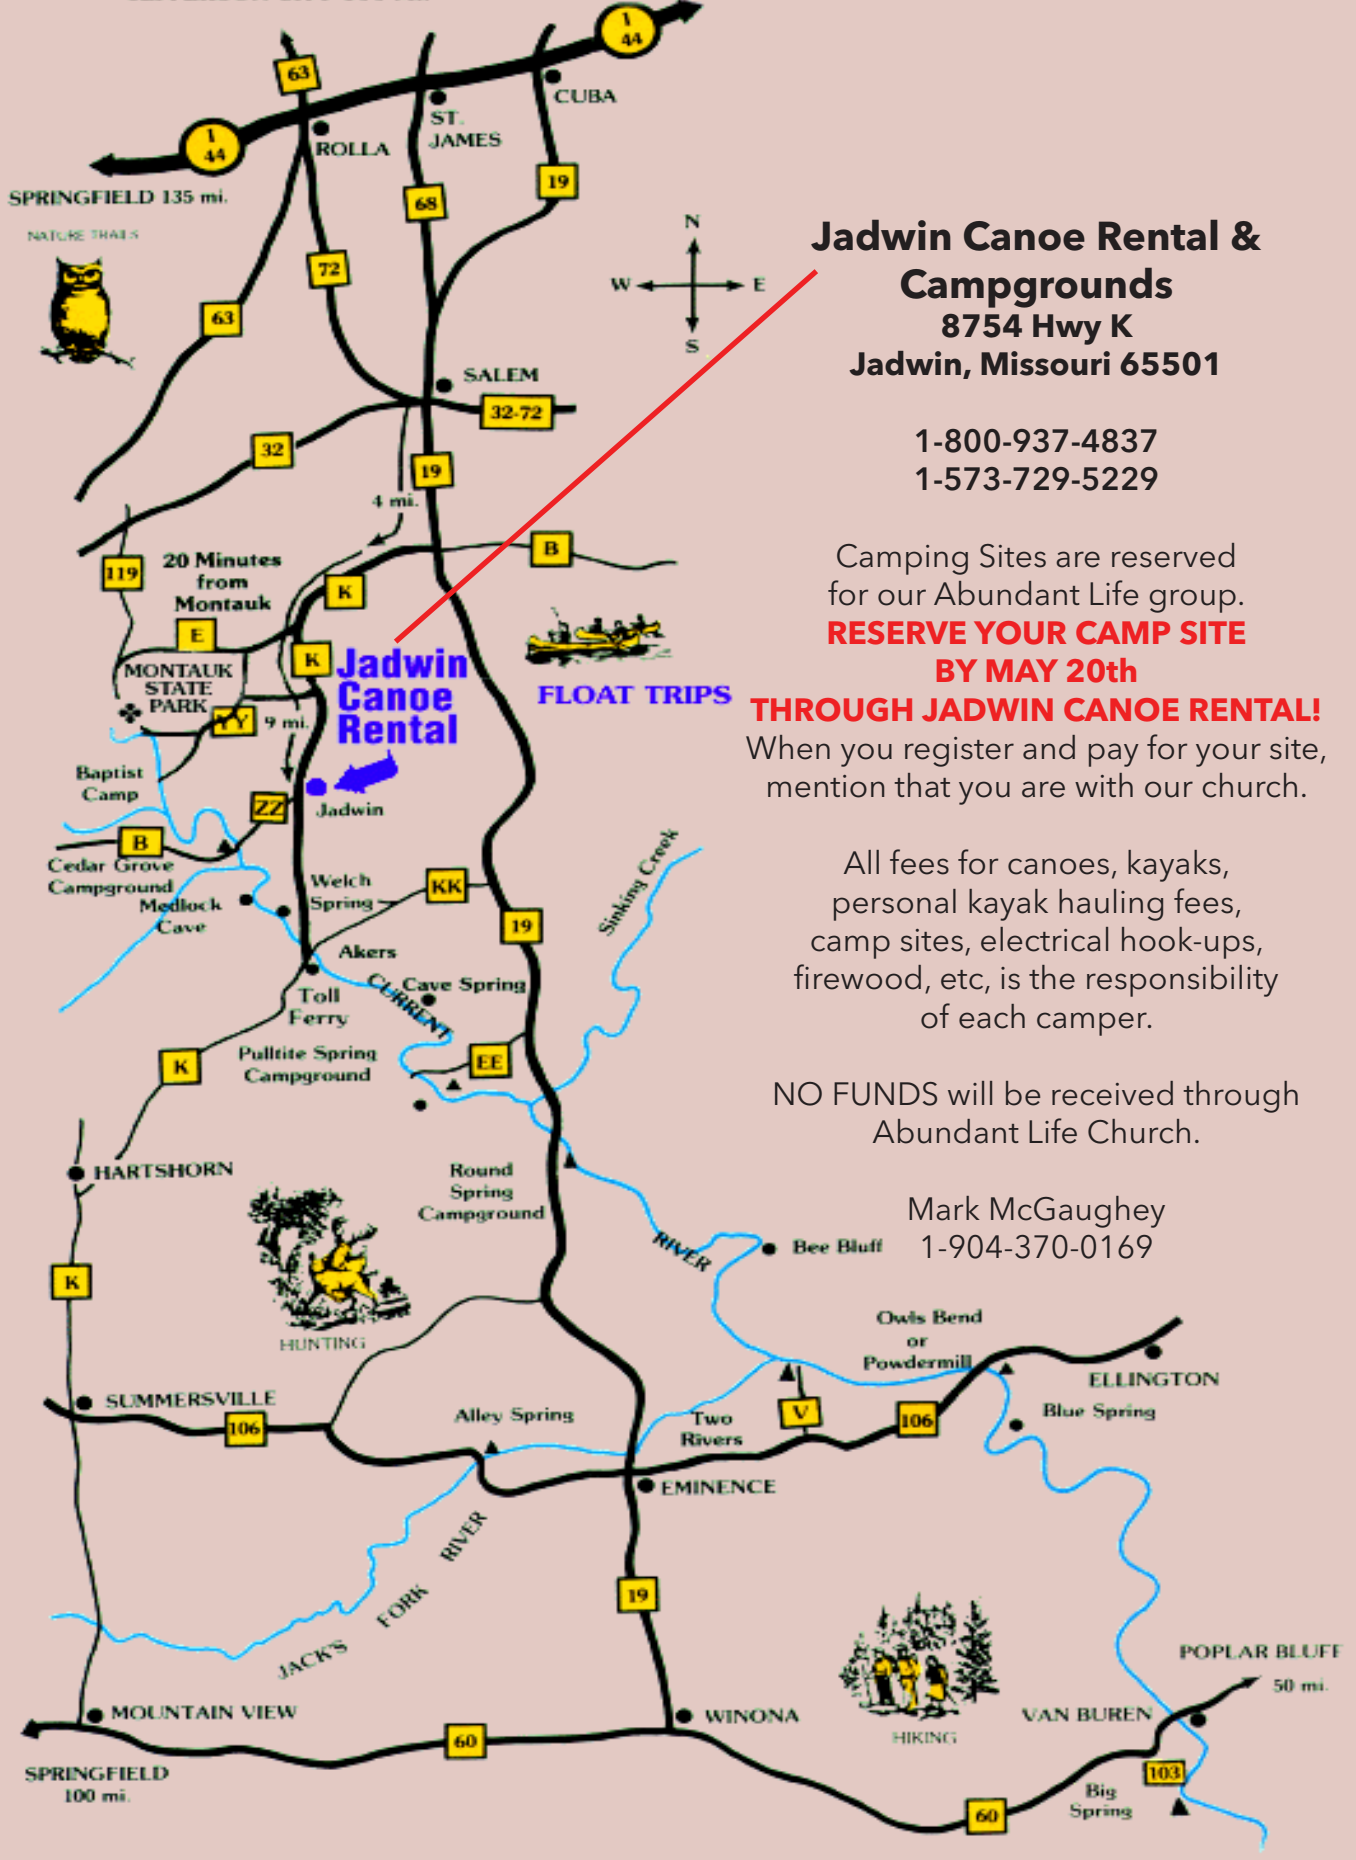 I
44
63
CUBA
ST.
JAMES
I
44
ROLLA
SPRINGFIELD 135 mi.
19
68
NATURE TRAILS
72
63
N
W E
S
SALEM
32-72
32
19
4 mi.
B
119
20 Minutes
from
Montauk
K
E
K
MONTAUK
STATE
PARK
YY
9 mi.
Jadwin
Canoe
Rental
FLOAT TRIPS
Baptist
Camp
ZZ
Jadwin
B
Cedar Grove
Campground
Medlock
Cave
Welch
Spring
KK
19
Sinking Creek
Akers
Toll
Ferry
CURRENT
Cave Spring
K
Pulltite Spring
Campground
EE
HARTSHORN
Round
Spring
Campground
RIVER
Bee Bluff
K
HUNTING
Owls Bend
or
Powdermill
ELLINGTON
SUMMERSVILLE
106
Alley Spring
Two
Rivers
V
106
Blue Spring
EMINENCE
JACK'S FORK RIVER
19
HIKING
POPLAR BLUFF
50 mi.
MOUNTAIN VIEW
60
WINONA
VAN BUREN
SPRINGFIELD
100 mi.
103
Big
Spring
60
Jadwin Canoe Rental &
Campgrounds
8754 Hwy K
Jadwin, Missouri 65501
1-800-937-4837
1-573-729-5229
Camping Sites are reserved
for our Abundant Life group.
RESERVE YOUR CAMP SITE
BY MAY 20th
THROUGH JADWIN CANOE RENTAL!
When you register and pay for your site,
mention that you are with our church.
All fees for canoes, kayaks,
personal kayak hauling fees,
camp sites, electrical hook-ups,
firewood, etc, is the responsibility
of each camper.
NO FUNDS will be received through
Abundant Life Church.
Mark McGaughey
1-904-370-0169